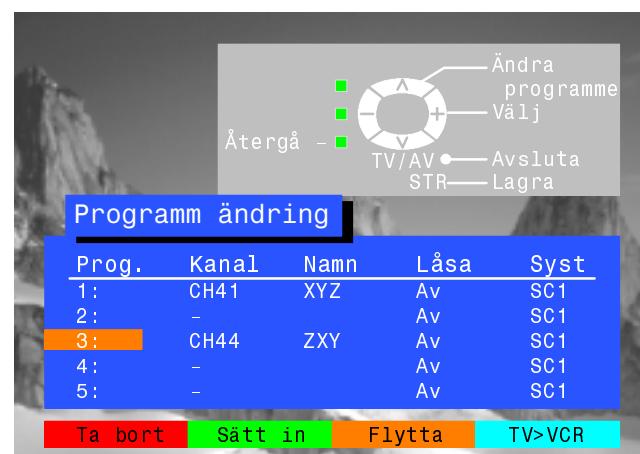 Ändra
programme
Välj
Återgå –
TV/AV Avsluta
STR Lagra
Programm ändring
Prog. Kanal Namn Låsa Syst
1: CH41 XYZ Av SC1
2: – Av SC1
3: CH44 ZXY Av SC1
4: – Av SC1
5: – Av SC1
Ta bort Sätt in Flytta TV>VCR